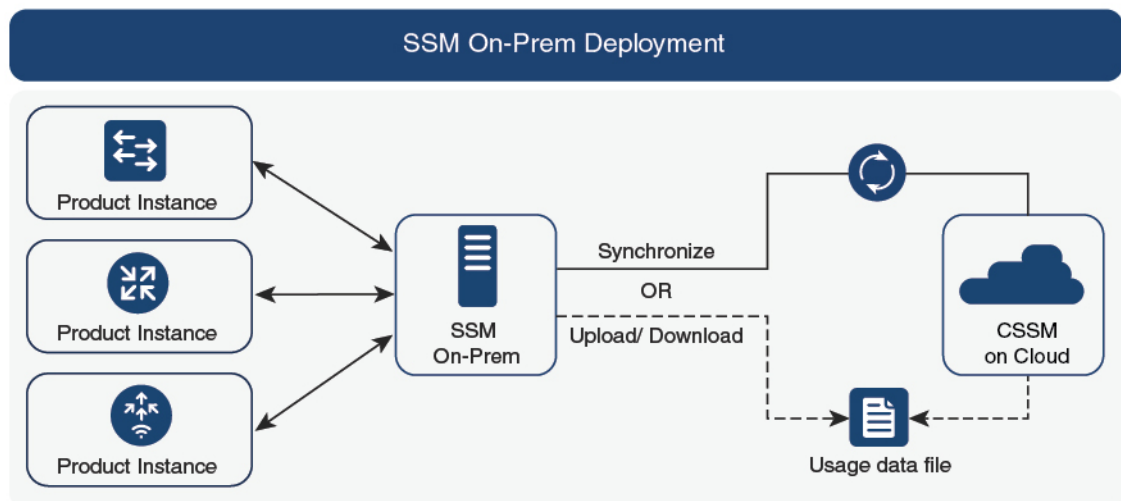 SSM On-Prem Deployment
Product Instance
Product Instance
Product Instance
SSM
On-Prem
Synchronize
OR
Upload/ Download
CSSM
on Cloud
Usage data file